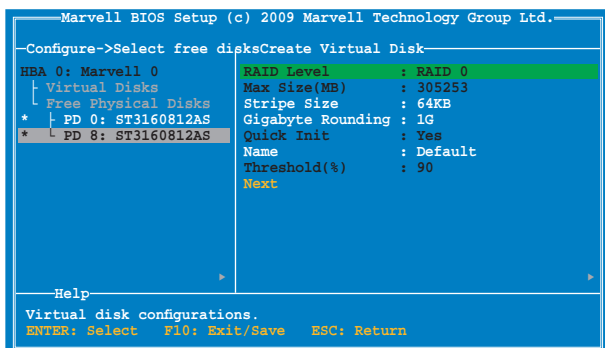 Marvell BIOS Setup (c) 2009 Marvell Technology Group Ltd.
Configure->Select free disksCreate Virtual Disk
HBA 0: Marvell 0
Virtual Disks
Free Physical Disks
* PD 0: ST3160812AS
* PD 8: ST3160812AS
RAID Level : RAID 0
Max Size(MB) : 305253
Stripe Size : 64KB
Gigabyte Rounding : 1G
Quick Init : Yes
Name : Default
Threshold(%) : 90
Next
Help
Virtual disk configurations.
ENTER: Select F10: Exit/Save ESC: Return